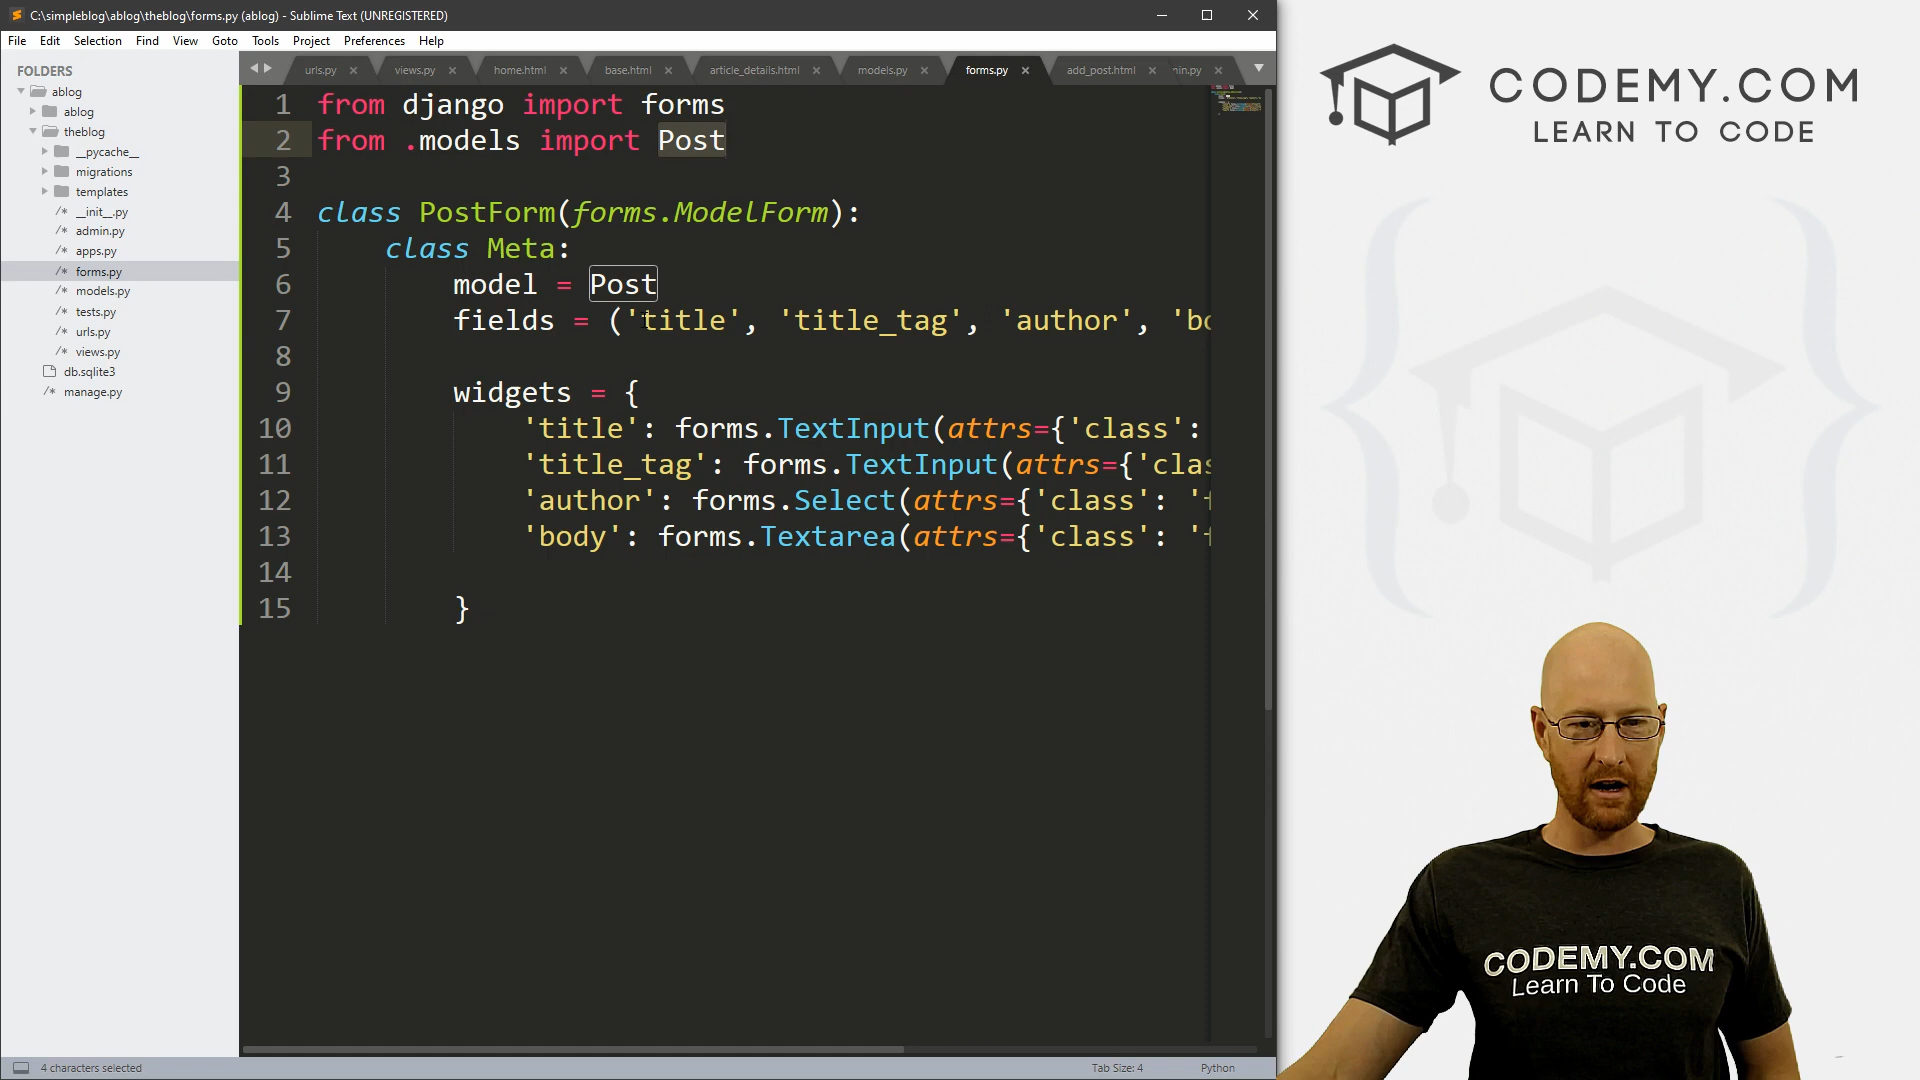 C:\simpleblog\ablog\theblog\forms.py (ablog) - Sublime Text (UNREGISTERED)
File Edit Selection Find View Goto Tools Project Preferences Help
FOLDERS
ablog
ablog
theblog
__pycache__
migrations
templates
__init__.py
admin.py
apps.py
forms.py
models.py
tests.py
urls.py
views.py
db.sqlite3
manage.py
urls.py views.py home.html base.html article_details.html models.py forms.py add_post.html min.py
1 from django import forms
2 from .models import Post
3
4 class PostForm(forms.ModelForm):
5 class Meta:
6 model = Post
7 fields = ('title', 'title_tag', 'author', 'bo
8
9 widgets = {
10 'title': forms.TextInput(attrs={'class':
11 'title_tag': forms.TextInput(attrs={'clas
12 'author': forms.Select(attrs={'class': 'f
13 'body': forms.Textarea(attrs={'class': 'f
14
15 }
4 characters selected
Tab Size: 4
Python
CODEMY.COM
LEARN TO CODE
CODEMY.COM
Learn To Code